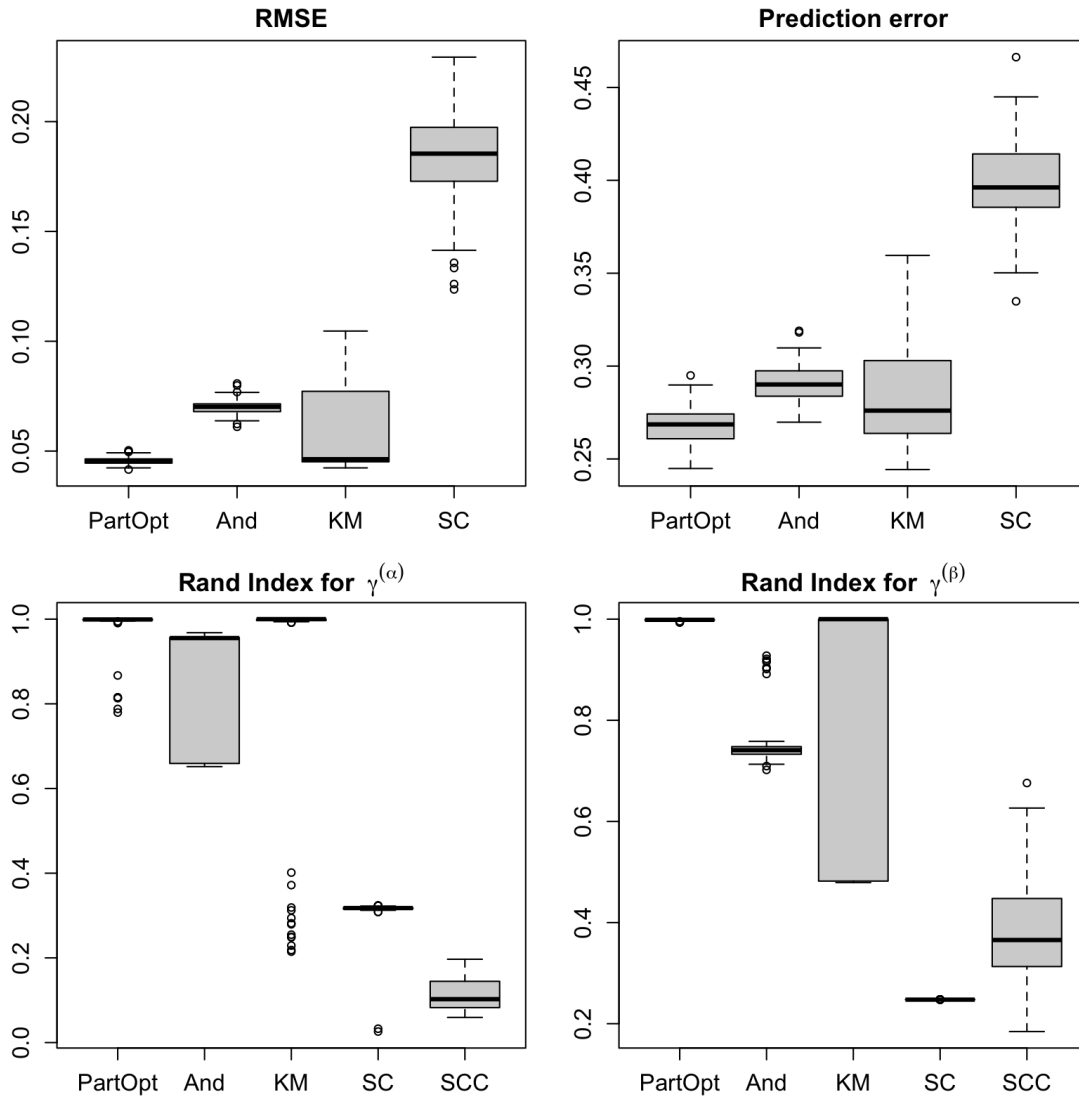 RMSE
0.20
0.15
0.10
0.05
PartOpt And KM SC
Prediction error
0.45
0.40
0.35
0.30
0.25
PartOpt And KM SC
Rand Index for γ(α)
1.0
0.8
0.6
0.4
0.2
0.0
PartOpt And KM SC SCC
Rand Index for γ(β)
1.0
0.8
0.6
0.4
0.2
PartOpt And KM SC SCC